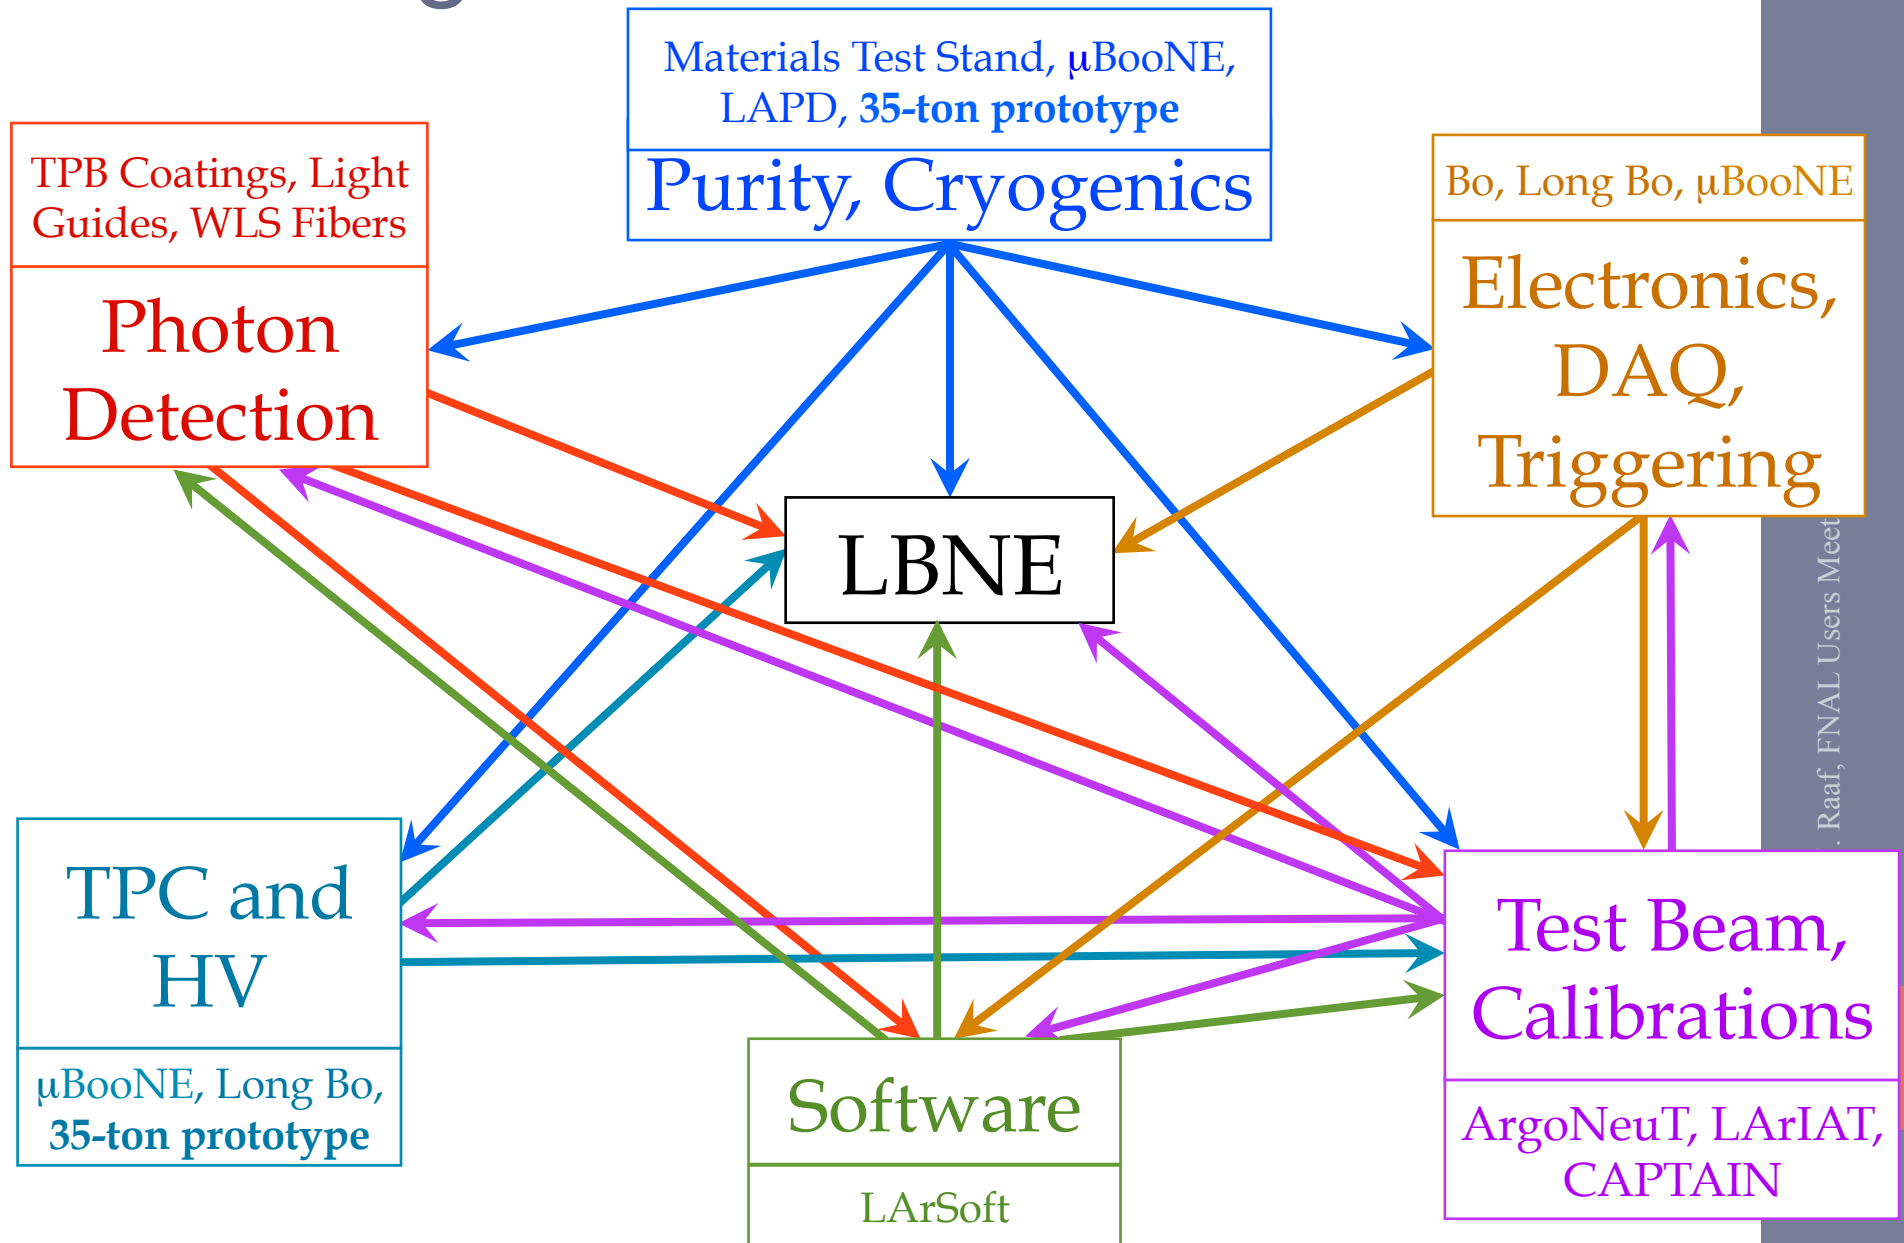 Materials Test Stand, μBooNE,
LAPD, 35-ton prototype
Purity, Cryogenics
TPB Coatings, Light
Guides, WLS Fibers
Photon
Detection
Bo, Long Bo, μBooNE
Electronics,
DAQ,
Triggering
LBNE
Raaf, FNAL Users Meet
TPC and
HV
μBooNE, Long Bo,
35-ton prototype
Software
LArSoft
Test Beam,
Calibrations
ArgoNeuT, LArIAT,
CAPTAIN